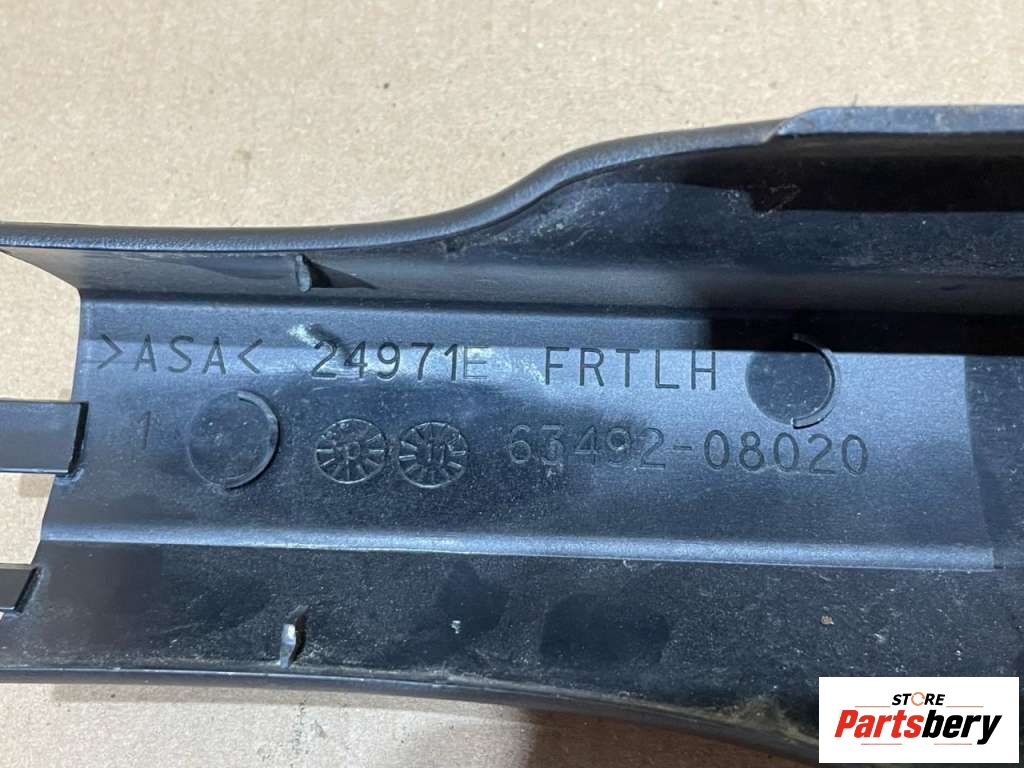 >ASA< 24971E FRTLH
1 63492-08020
STORE
Partsbery